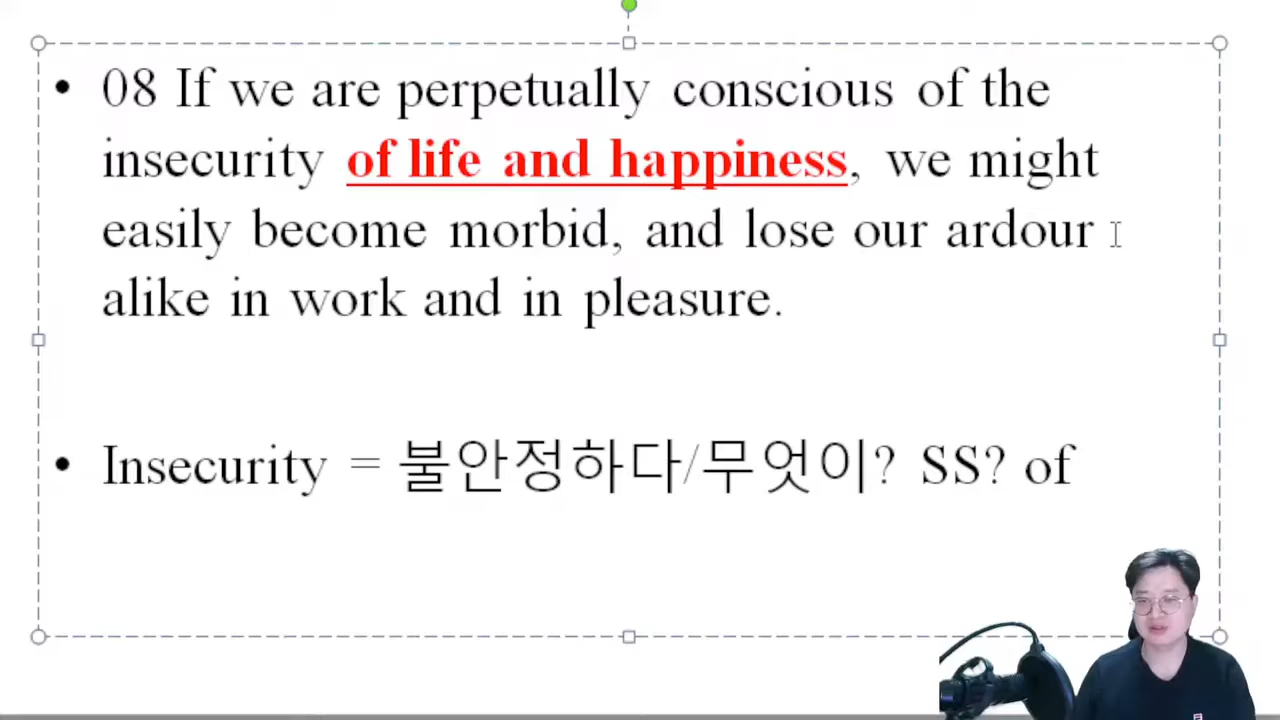 • 08 If we are perpetually conscious of the
insecurity of life and happiness, we might
easily become morbid, and lose our ardour
alike in work and in pleasure.
• Insecurity = 불안정하다/무엇이? SS? of